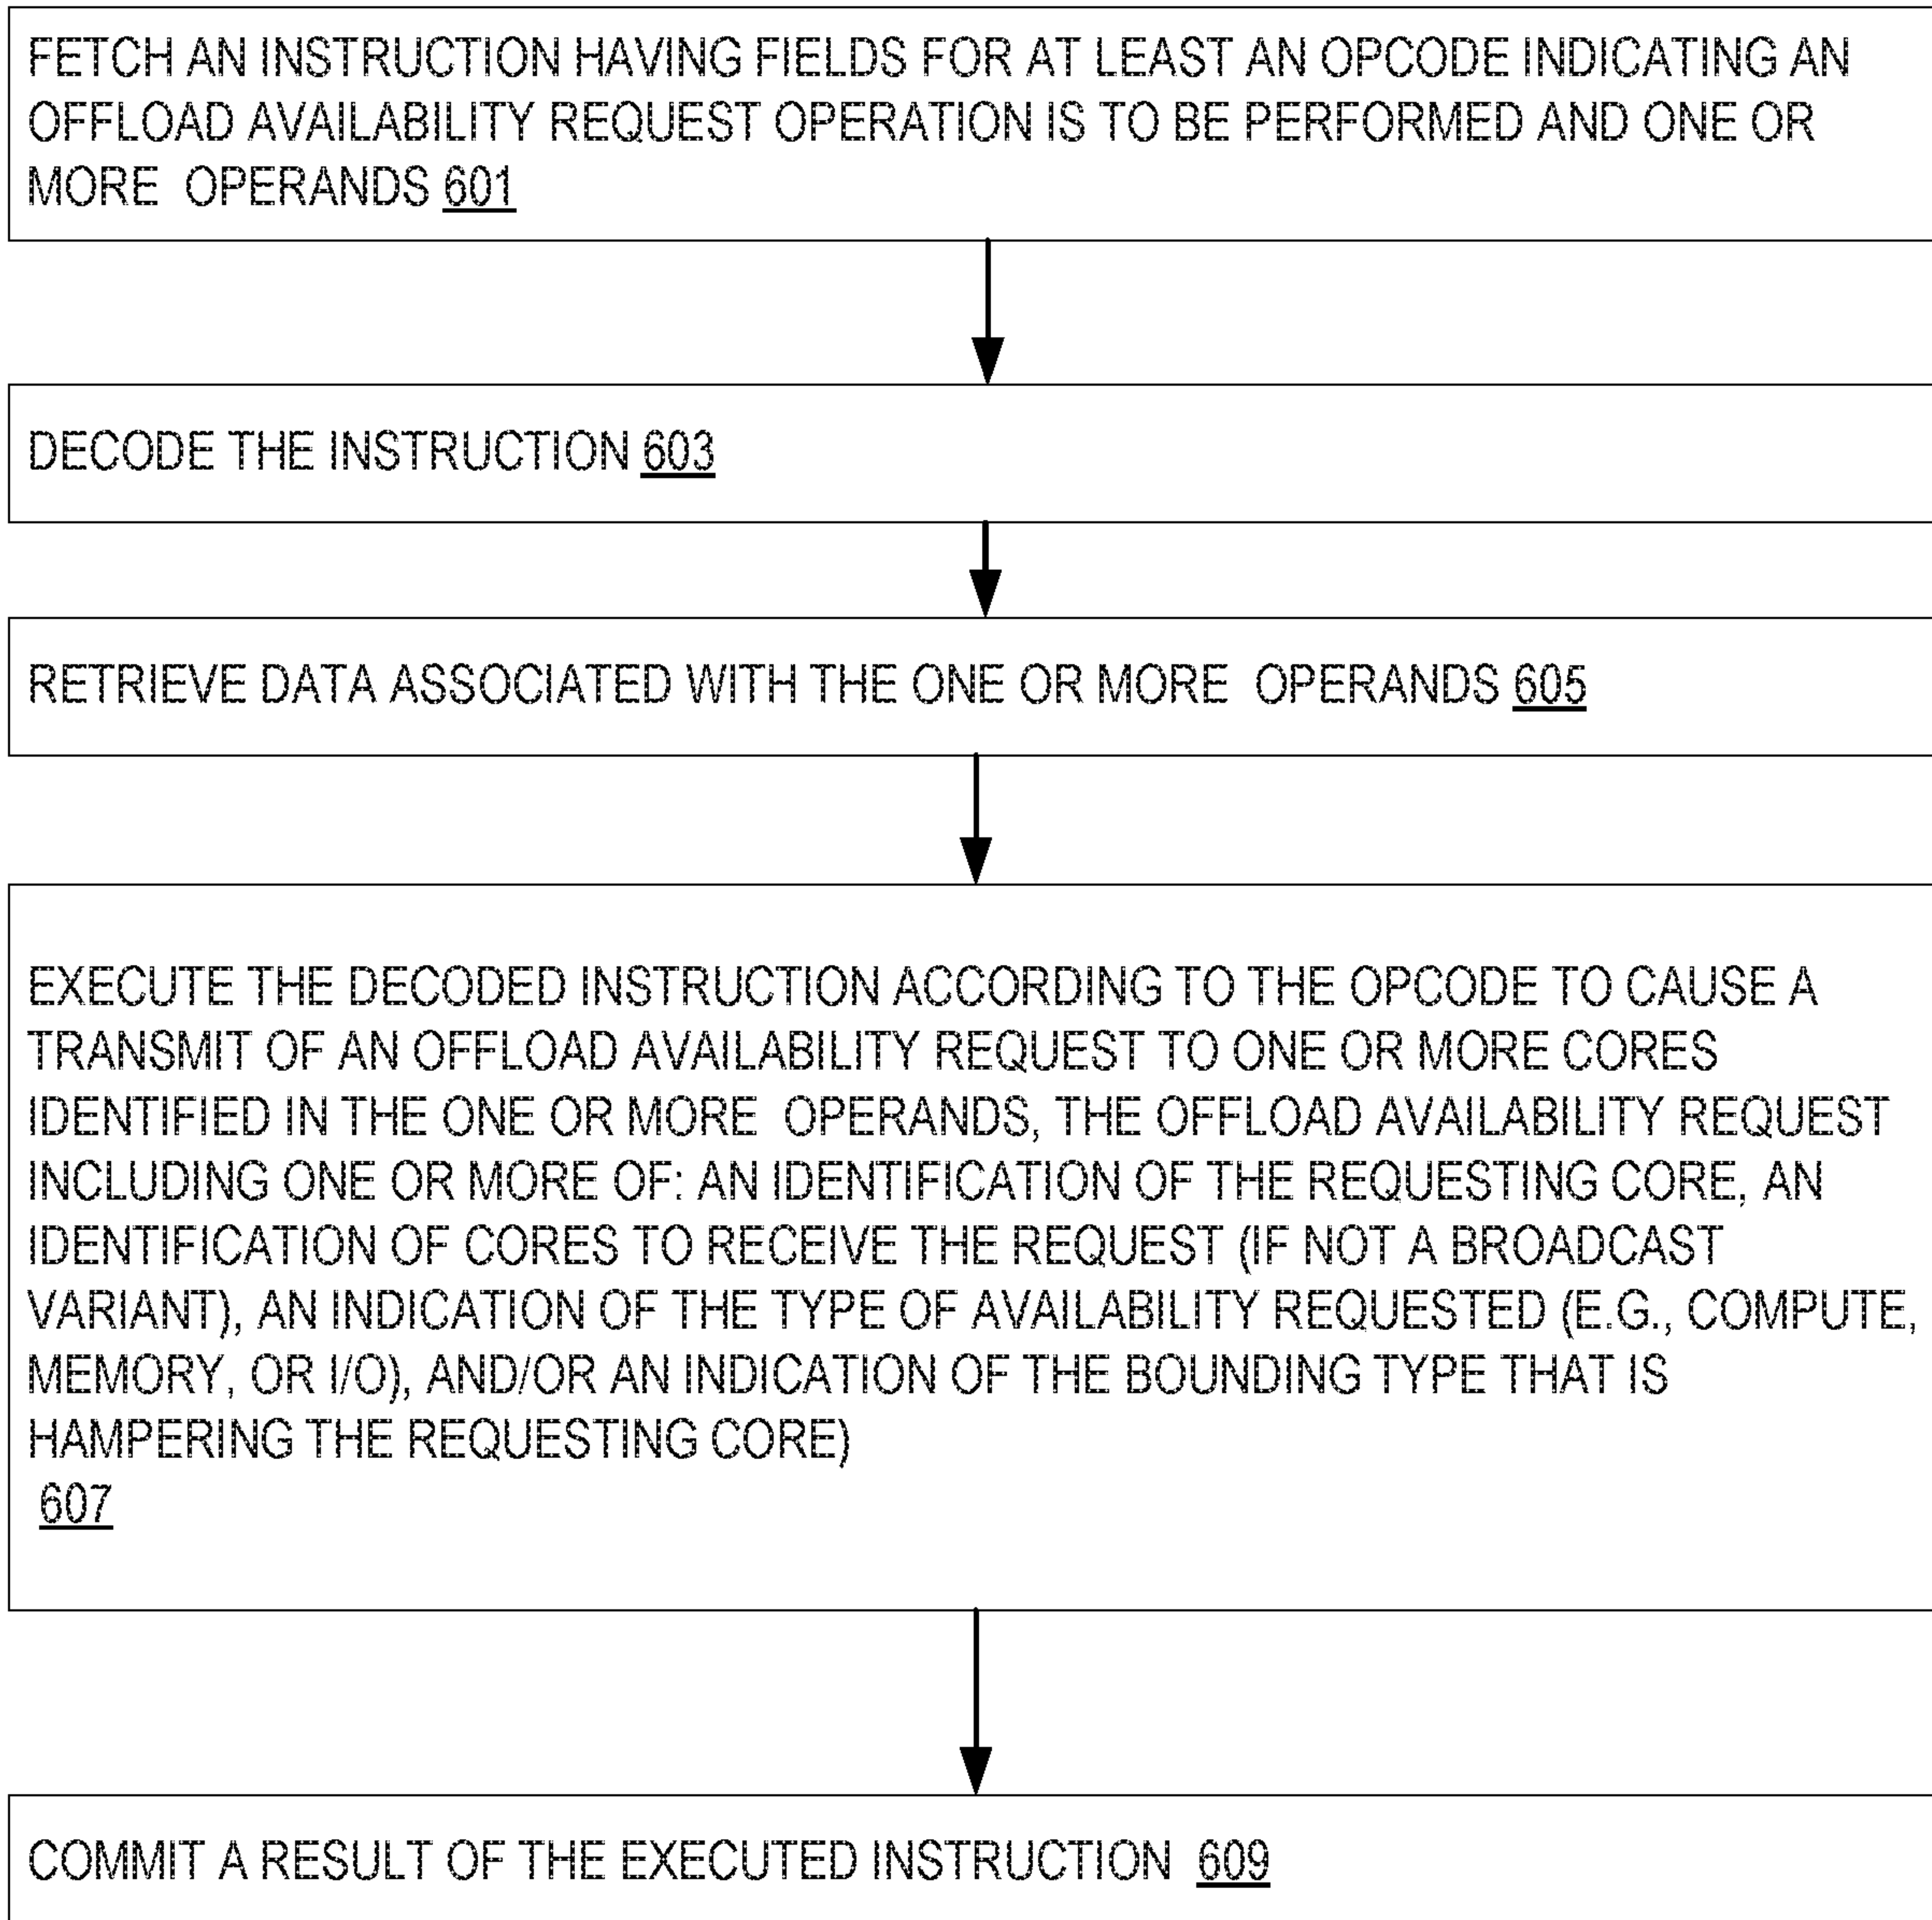 FETCH AN INSTRUCTION HAVING FIELDS FOR AT LEAST AN OPCODE INDICATING AN
OFFLOAD AVAILABILITY REQUEST OPERATION IS TO BE PERFORMED AND ONE OR
MORE OPERANDS 601
DECODE THE INSTRUCTION 603
RETRIEVE DATA ASSOCIATED WITH THE ONE OR MORE OPERANDS 605
EXECUTE THE DECODED INSTRUCTION ACCORDING TO THE OPCODE TO CAUSE A
TRANSMIT OF AN OFFLOAD AVAILABILITY REQUEST TO ONE OR MORE CORES
IDENTIFIED IN THE ONE OR MORE OPERANDS, THE OFFLOAD AVAILABILITY REQUEST
INCLUDING ONE OR MORE OF: AN IDENTIFICATION OF THE REQUESTING CORE, AN
IDENTIFICATION OF CORES TO RECEIVE THE REQUEST (IF NOT A BROADCAST
VARIANT), AN INDICATION OF THE TYPE OF AVAILABILITY REQUESTED (E.G., COMPUTE,
MEMORY, OR I/O), AND/OR AN INDICATION OF THE BOUNDING TYPE THAT IS
HAMPERING THE REQUESTING CORE)
607
COMMIT A RESULT OF THE EXECUTED INSTRUCTION 609